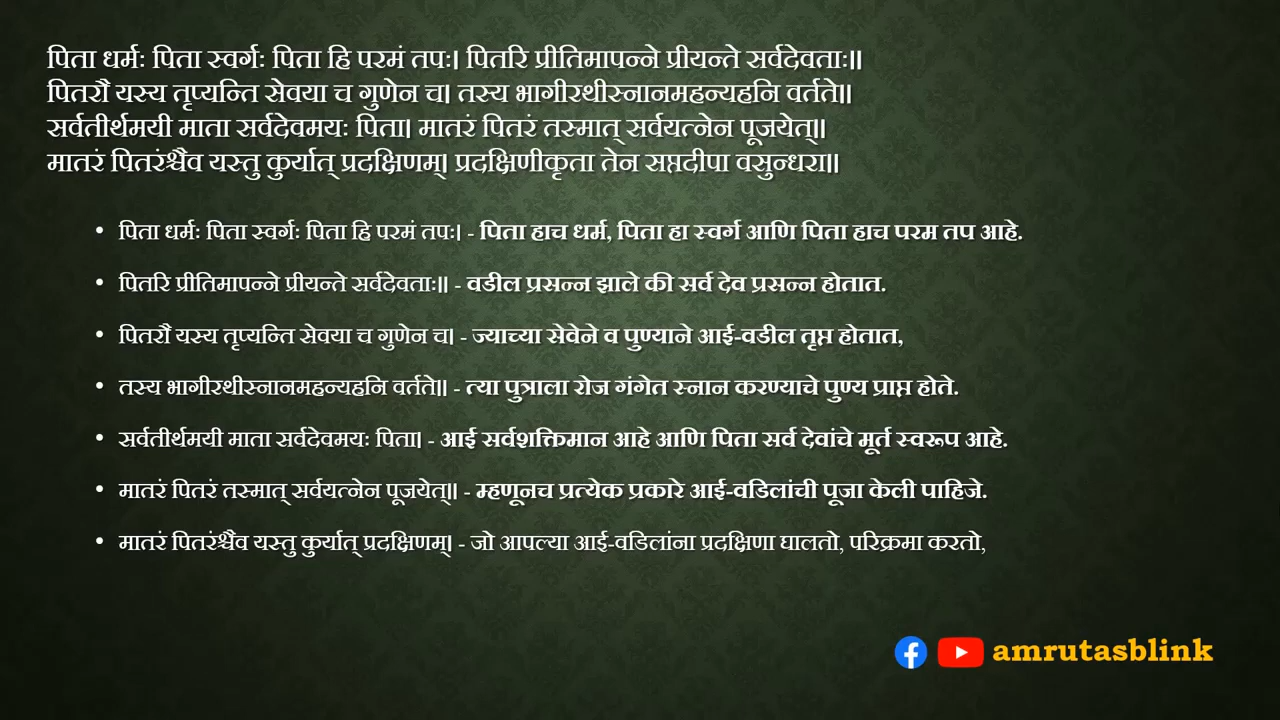 पिता धर्मः पिता स्वर्गः पिता हि परमं तपः। पितरि प्रीतिमापन्ने प्रीयन्ते सर्वदेवताः॥
पितरौ यस्य तृप्यन्ति सेवया च गुणेन च। तस्य भागीरथीस्नानमहन्यहनि वर्तते॥
सर्वतीर्थमयी माता सर्वदेवमयः पिता। मातरं पितरं तस्मात् सर्वयत्नेन पूजयेत्॥
मातरं पितरंश्चैव यस्तु कुर्यात् प्रदक्षिणम्। प्रदक्षिणीकृता तेन सप्तदीपा वसुन्धरा॥
• पिता धर्मः पिता स्वर्गः पिता हि परमं तपः। - पिता हाच धर्म, पिता हा स्वर्ग आणि पिता हाच परम तप आहे.
• पितरि प्रीतिमापन्ने प्रीयन्ते सर्वदेवताः॥ - वडील प्रसन्न झाले की सर्व देव प्रसन्न होतात.
• पितरौ यस्य तृप्यन्ति सेवया च गुणेन च। - ज्याच्या सेवेने व पुण्याने आई-वडील तृप्त होतात,
• तस्य भागीरथीस्नानमहन्यहनि वर्तते॥ - त्या पुत्राला रोज गंगेत स्नान करण्याचे पुण्य प्राप्त होते.
• सर्वतीर्थमयी माता सर्वदेवमयः पिता। - आई सर्वशक्तिमान आहे आणि पिता सर्व देवांचे मूर्त स्वरूप आहे.
• मातरं पितरं तस्मात् सर्वयत्नेन पूजयेत्॥ - म्हणूनच प्रत्येक प्रकारे आई-वडिलांची पूजा केली पाहिजे.
• मातरं पितरंश्चैव यस्तु कुर्यात् प्रदक्षिणम्। - जो आपल्या आई-वडिलांना प्रदक्षिणा घालतो, परिक्रमा करतो,
amrutasblink